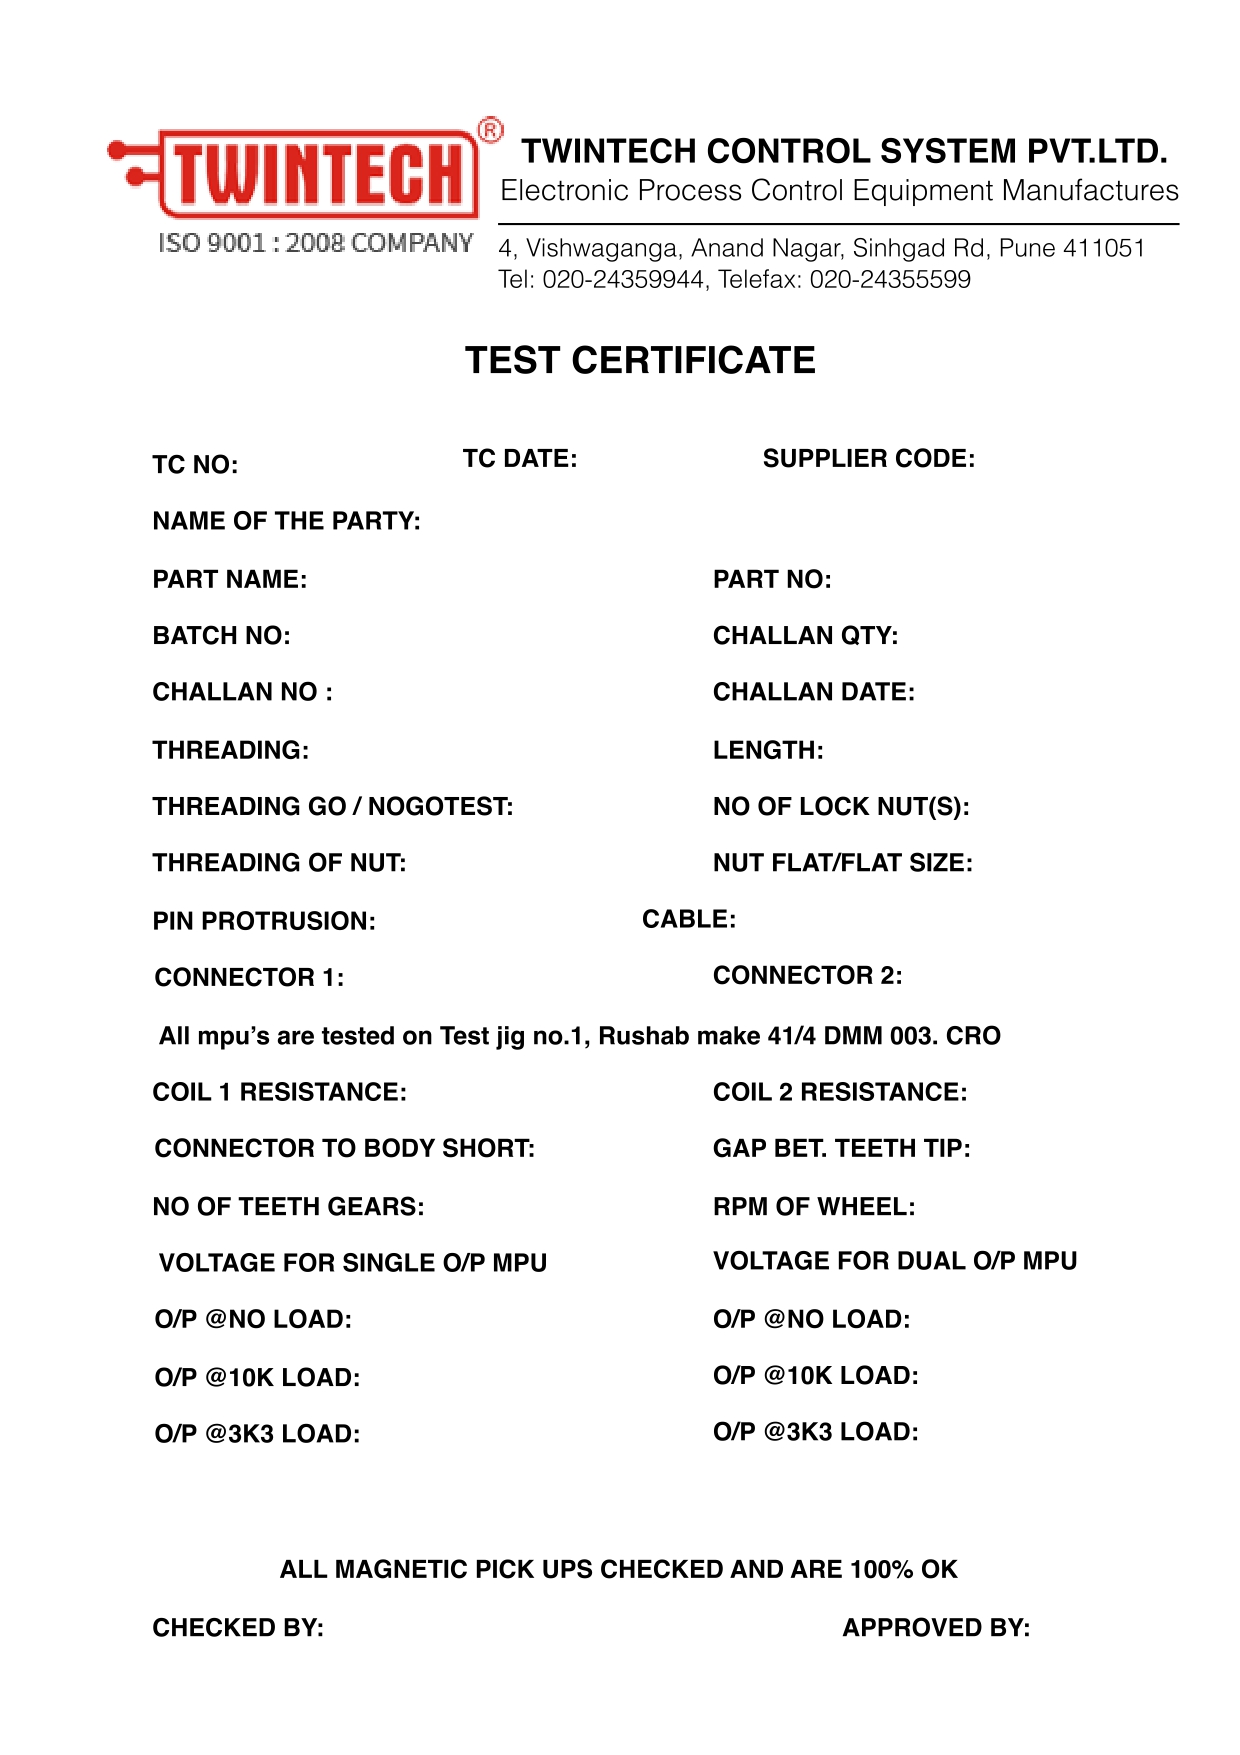 TWINTECH ®
ISO 9001 : 2008 COMPANY
TWINTECH CONTROL SYSTEM PVT.LTD.
Electronic Process Control Equipment Manufactures
4, Vishwaganga, Anand Nagar, Sinhgad Rd, Pune 411051
Tel: 020-24359944, Telefax: 020-24355599
TEST CERTIFICATE
TC NO: TC DATE: SUPPLIER CODE:
NAME OF THE PARTY:
PART NAME: PART NO:
BATCH NO: CHALLAN QTY:
CHALLAN NO : CHALLAN DATE:
THREADING: LENGTH:
THREADING GO / NOGOTEST: NO OF LOCK NUT(S):
THREADING OF NUT: NUT FLAT/FLAT SIZE:
PIN PROTRUSION: CABLE:
CONNECTOR 1: CONNECTOR 2:
All mpu’s are tested on Test jig no.1, Rushab make 41/4 DMM 003. CRO
COIL 1 RESISTANCE: COIL 2 RESISTANCE:
CONNECTOR TO BODY SHORT: GAP BET. TEETH TIP:
NO OF TEETH GEARS: RPM OF WHEEL:
VOLTAGE FOR SINGLE O/P MPU VOLTAGE FOR DUAL O/P MPU
O/P @NO LOAD: O/P @NO LOAD:
O/P @10K LOAD: O/P @10K LOAD:
O/P @3K3 LOAD: O/P @3K3 LOAD:
ALL MAGNETIC PICK UPS CHECKED AND ARE 100% OK
CHECKED BY: APPROVED BY: